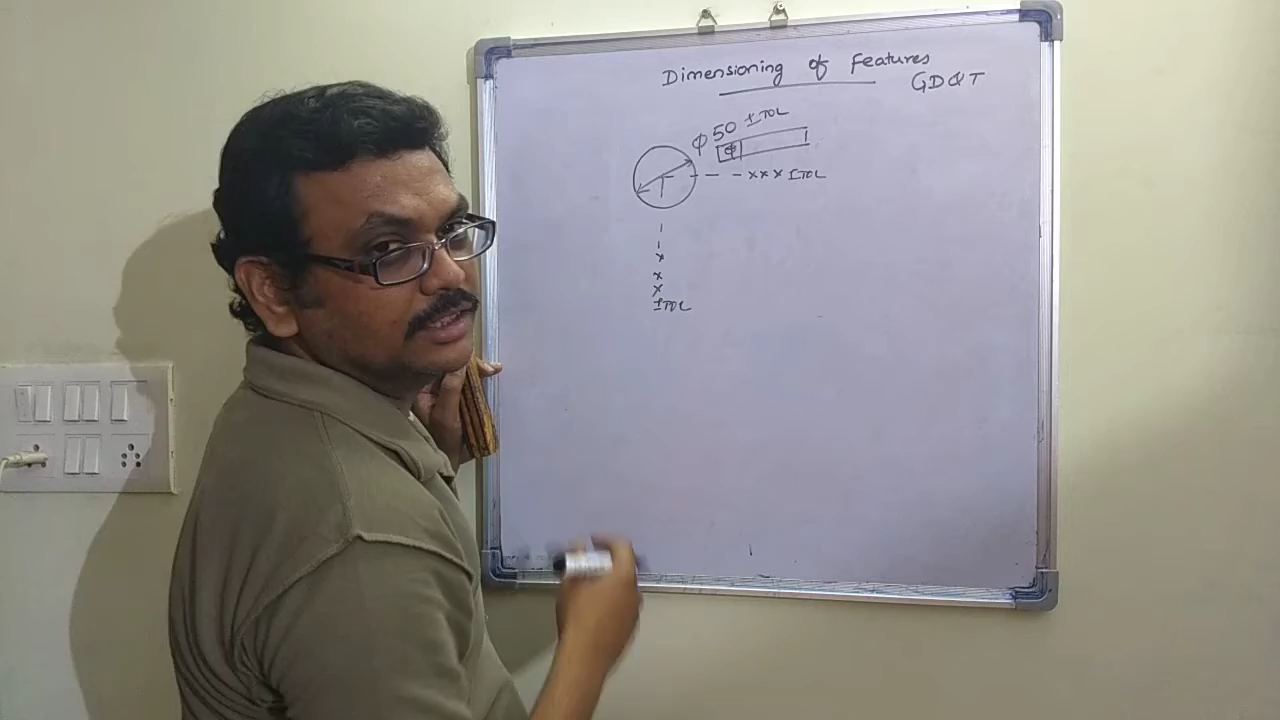 Dimensioning of Features
GD&T
Φ50 ±TOL
Φ
xxx ±TOL
x
x
x
±TOL